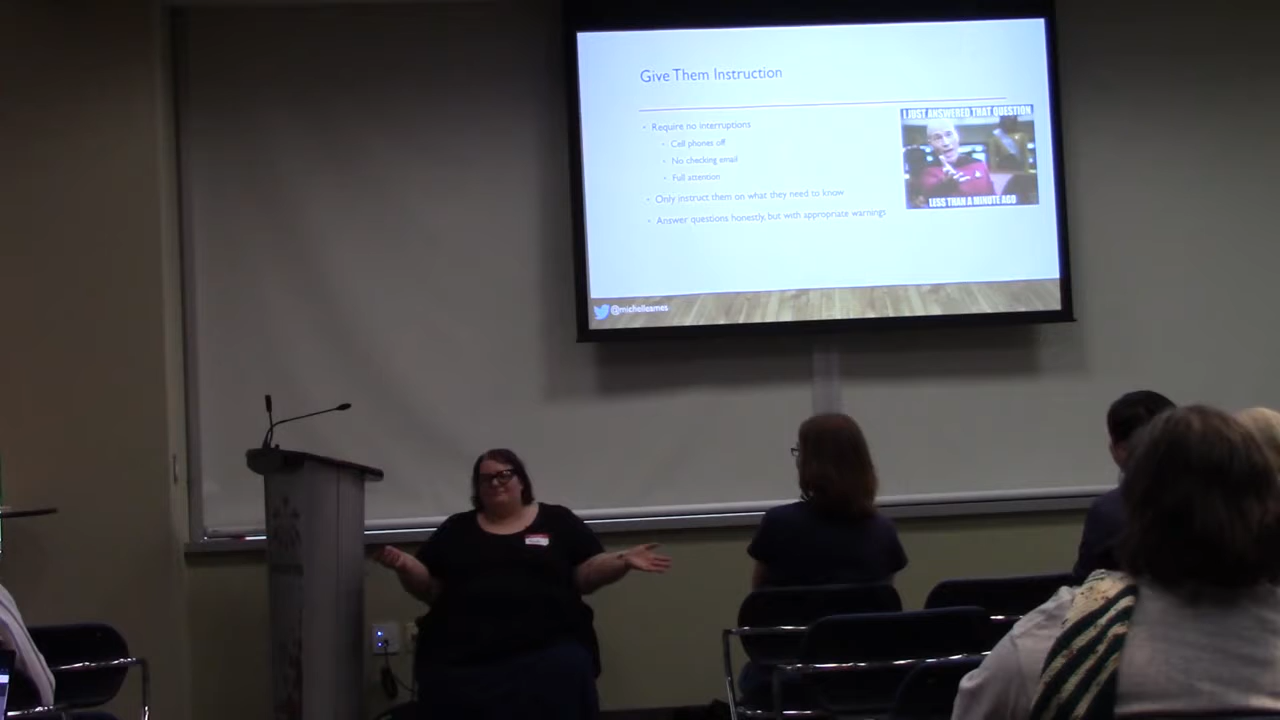 Give Them Instruction
• Require no interruptions
• Cell phones off
• No checking email
• Full attention
• Only instruct them on what they need to know
• Answer questions honestly, but with appropriate warnings
I JUST ANSWERED THAT QUESTION
LESS THAN A MINUTE AGO
@michelleames